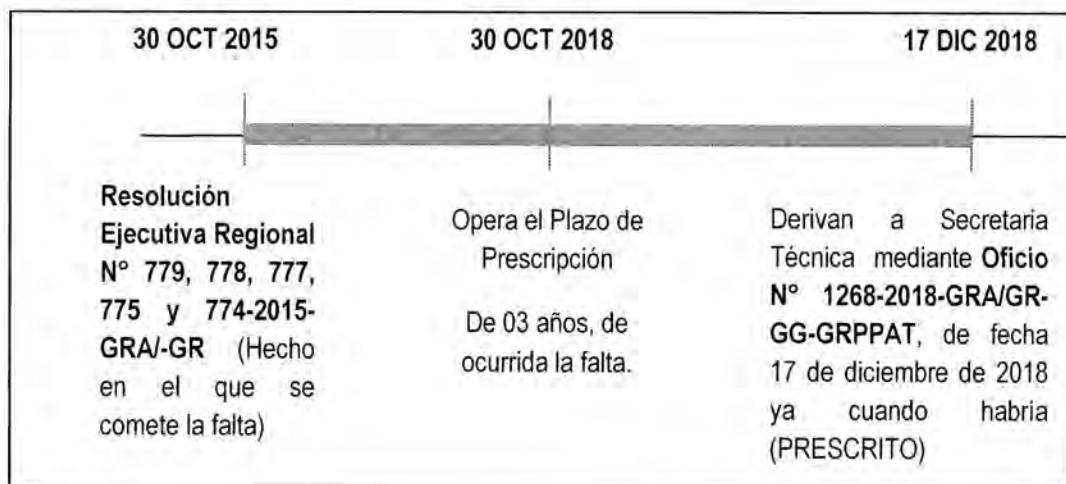 30 OCT 2015
30 OCT 2018
17 DIC 2018
Resolución
Ejecutiva Regional
N° 779, 778, 777,
775 y 774-2015-
GRA/-GR (Hecho
en el que se
comete la falta)
Opera el Plazo de
Prescripción
De 03 años, de
ocurrida la falta.
Derivan a Secretaria
Técnica mediante Oficio
N° 1268-2018-GRA/GR-
GG-GRPPAT, de fecha
17 de diciembre de 2018
ya cuando habria
(PRESCRITO)